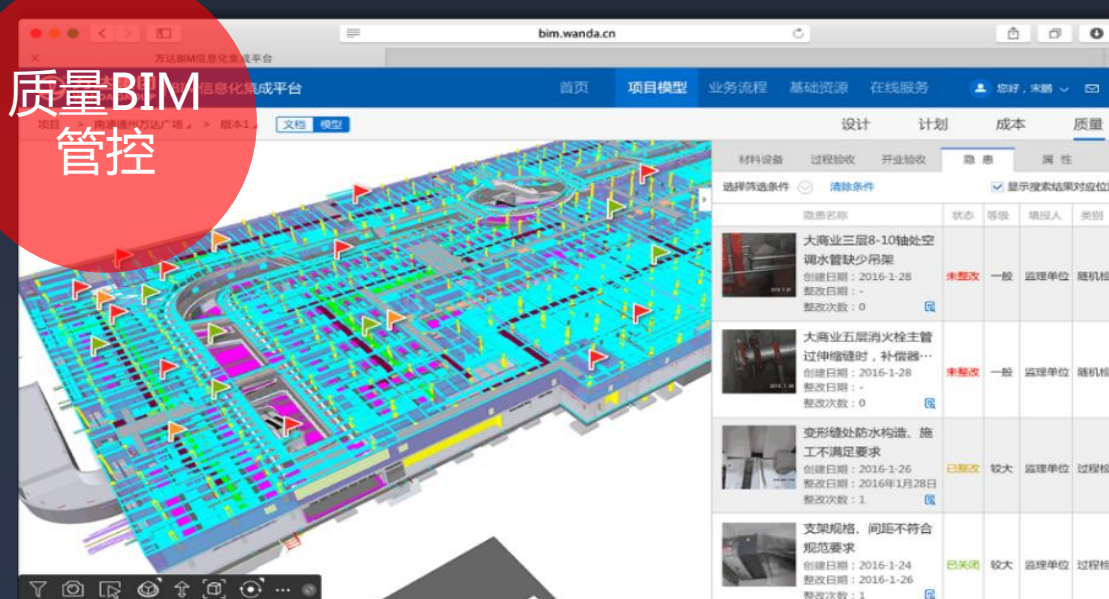 bim.wanda.cn
万达BIM信息化集成平台
质量BIM
管控
信息化集成平台
首页 项目模型 业务流程 基础资源 在线服务
您好，宋鹏
项目 > 南通通州万达广场 > 版本1
文档 模型
设计 计划 成本 质量
材料设备 过程验收 开业验收 隐患 属性
选择筛选条件 清除条件 显示搜索结果对应位
隐患名称 状态 等级 填报人 类别
大商业三层8-10轴处空
调水管缺少吊架
创建日期：2016-1-28
整改日期：-
整改次数：0
未整改 一般 监理单位 随机检
大商业五层消火栓主管
过伸缩缝时，补偿器…
创建日期：2016-1-28
整改日期：-
整改次数：0
未整改 一般 监理单位 随机检
变形缝处防水构造、施
工不满足要求
创建日期：2016-1-26
整改日期：2016年1月28日
整改次数：1
已整改 较大 监理单位 过程检
支架规格、间距不符合
规范要求
创建日期：2016-1-24
整改日期：2016-1-26
整改次数：1
已关闭 较大 监理单位 过程检